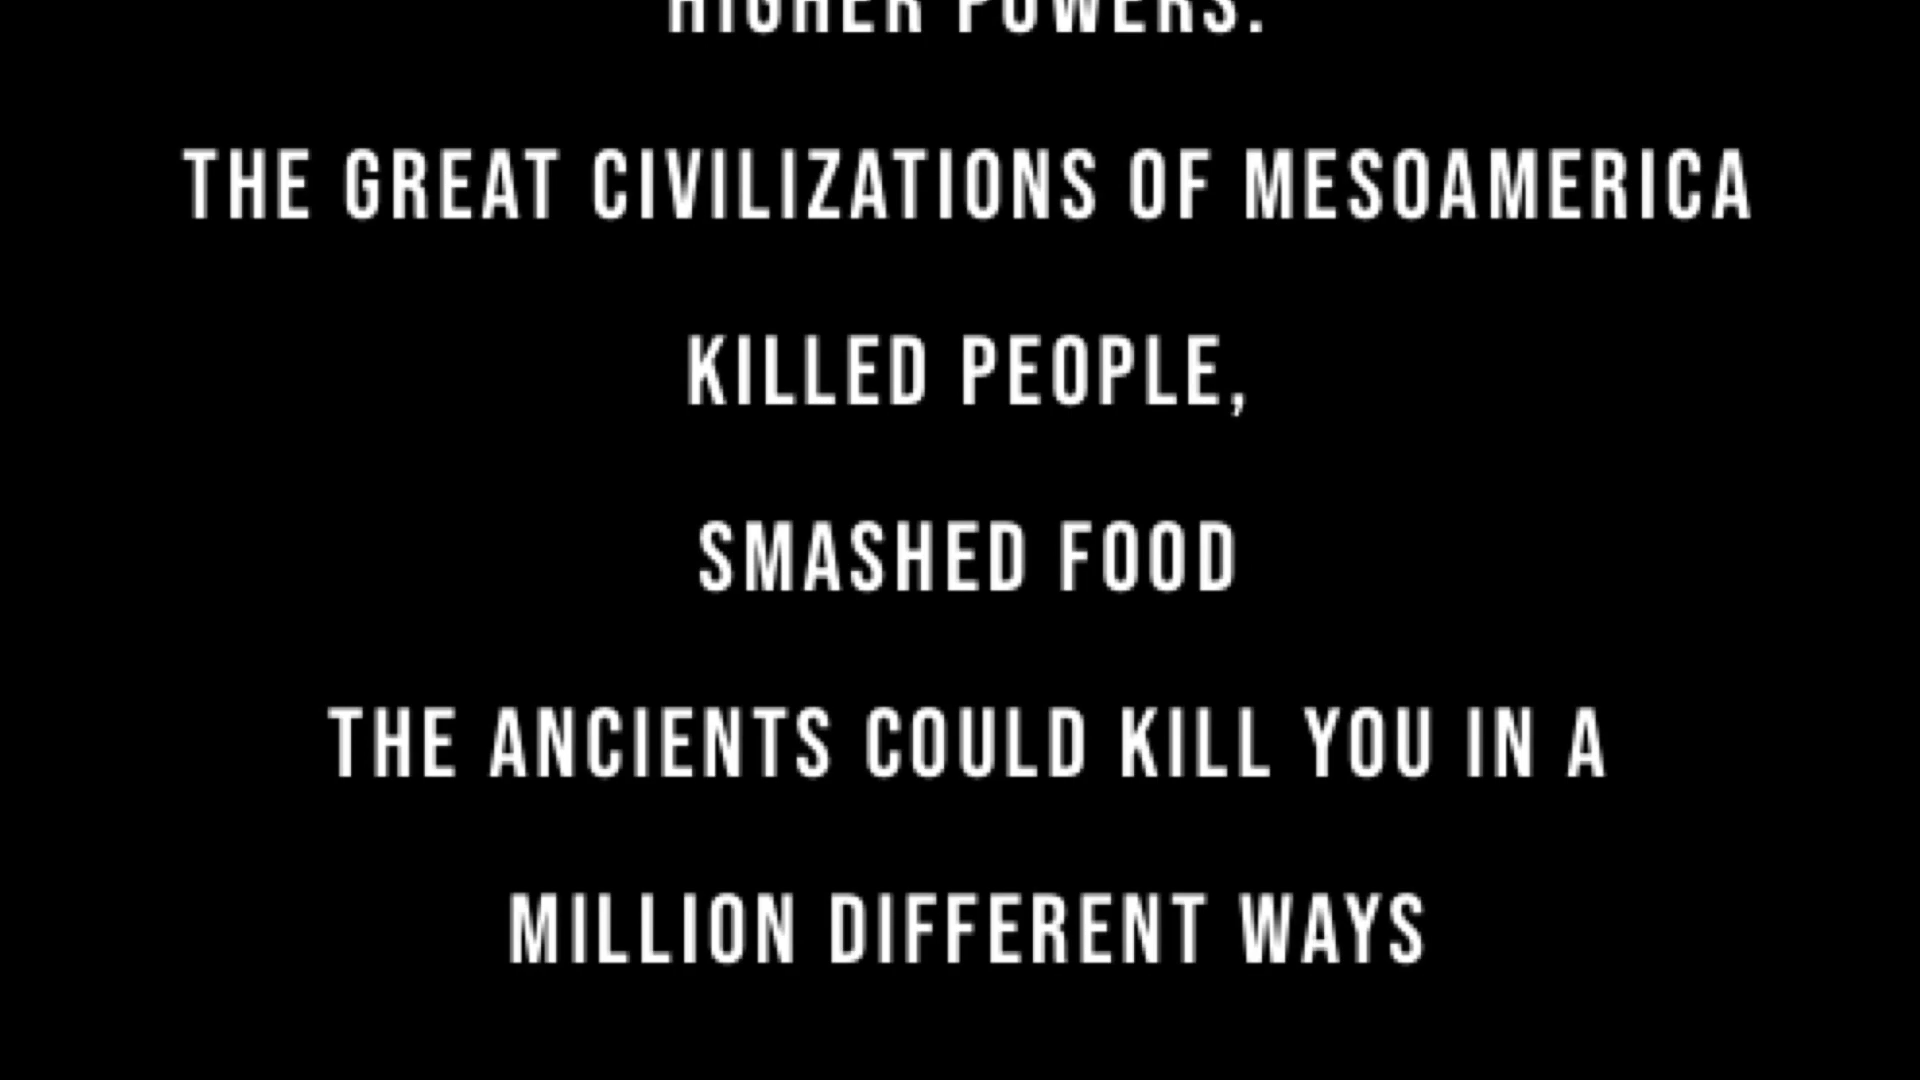 HIGHER POWERS.
THE GREAT CIVILIZATIONS OF MESOAMERICA
KILLED PEOPLE,
SMASHED FOOD
THE ANCIENTS COULD KILL YOU IN A
MILLION DIFFERENT WAYS